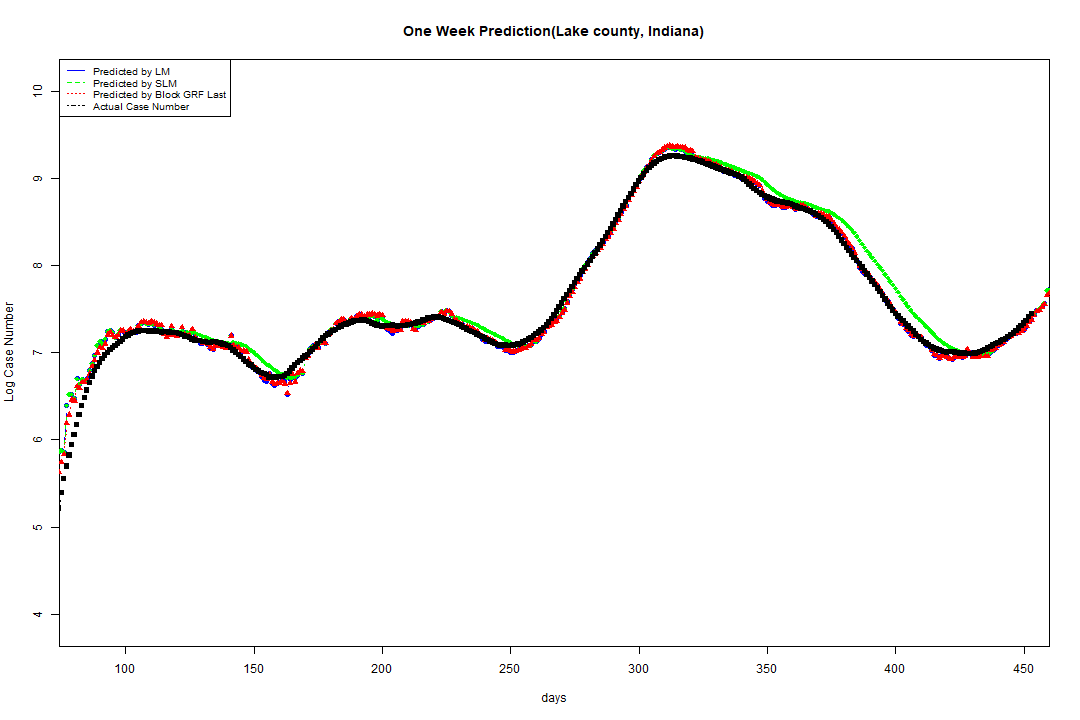 One Week Prediction(Lake county, Indiana)
Predicted by LM
Predicted by SLM
Predicted by Block GRF Last
Actual Case Number
10
9
8
7
6
5
4
Log Case Number
100 150 200 250 300 350 400 450
days